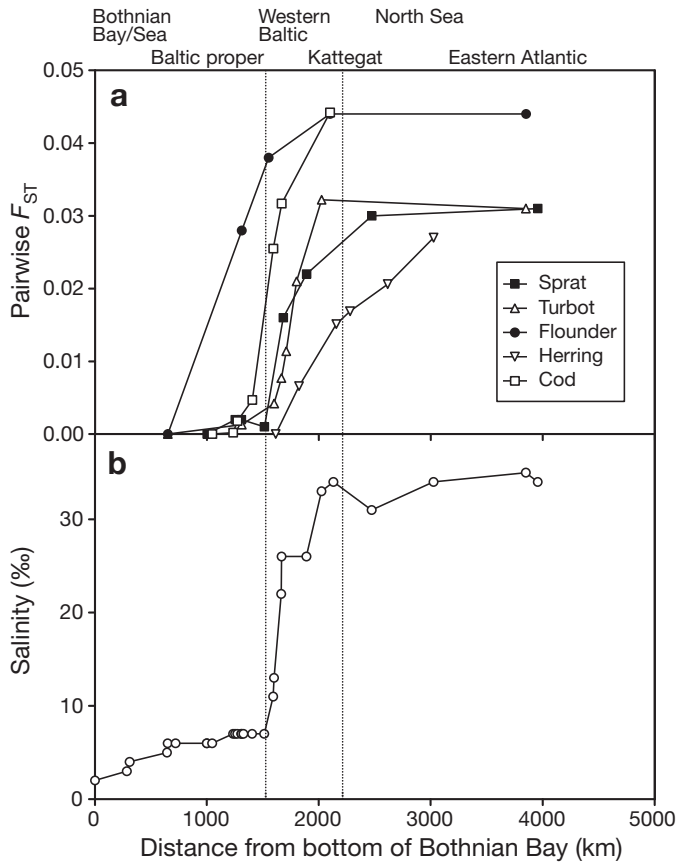 Bothnian Bay/Sea
Western Baltic
North Sea
Baltic proper
Kattegat
Eastern Atlantic
a
0.05
0.04
0.03
0.02
0.01
0.00
Pairwise FST
Sprat
Turbot
Flounder
Herring
Cod
b
30
20
10
0
Salinity (‰)
0 1000 2000 3000 4000 5000
Distance from bottom of Bothnian Bay (km)